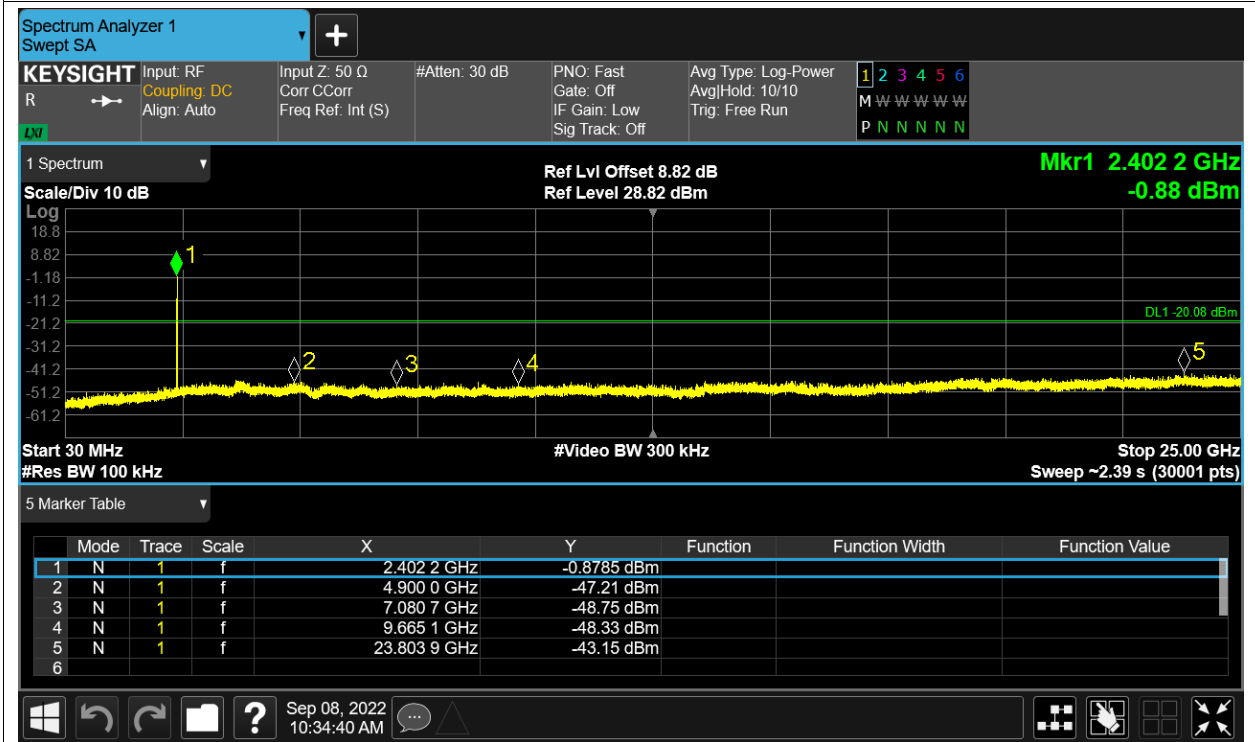 Spectrum Analyzer 1
Swept SA
KEYSIGHT
R
LXI
Input: RF
Coupling: DC
Align: Auto
Input Z: 50 Ω
Corr CCorr
Freq Ref: Int (S)
#Atten: 30 dB
PNO: Fast
Gate: Off
IF Gain: Low
Sig Track: Off
Avg Type: Log-Power
Avg|Hold: 10/10
Trig: Free Run
1 2 3 4 5 6
M W W W W W
P N N N N N
1 Spectrum
Scale/Div 10 dB
Ref Lvl Offset 8.82 dB
Ref Level 28.82 dBm
Mkr1 2.402 2 GHz
-0.88 dBm
Log
18.8
8.82
-1.18
-11.2
-21.2
-31.2
-41.2
-51.2
-61.2
1
2
3
4
5
DL1 -20.08 dBm
Start 30 MHz
#Video BW 300 kHz
Stop 25.00 GHz
#Res BW 100 kHz
Sweep ~2.39 s (30001 pts)
5 Marker Table
Mode Trace Scale X Y Function Function Width Function Value
1 N 1 f 2.402 2 GHz -0.8785 dBm
2 N 1 f 4.900 0 GHz -47.21 dBm
3 N 1 f 7.080 7 GHz -48.75 dBm
4 N 1 f 9.665 1 GHz -48.33 dBm
5 N 1 f 23.803 9 GHz -43.15 dBm
6
?
Sep 08, 2022
10:34:40 AM